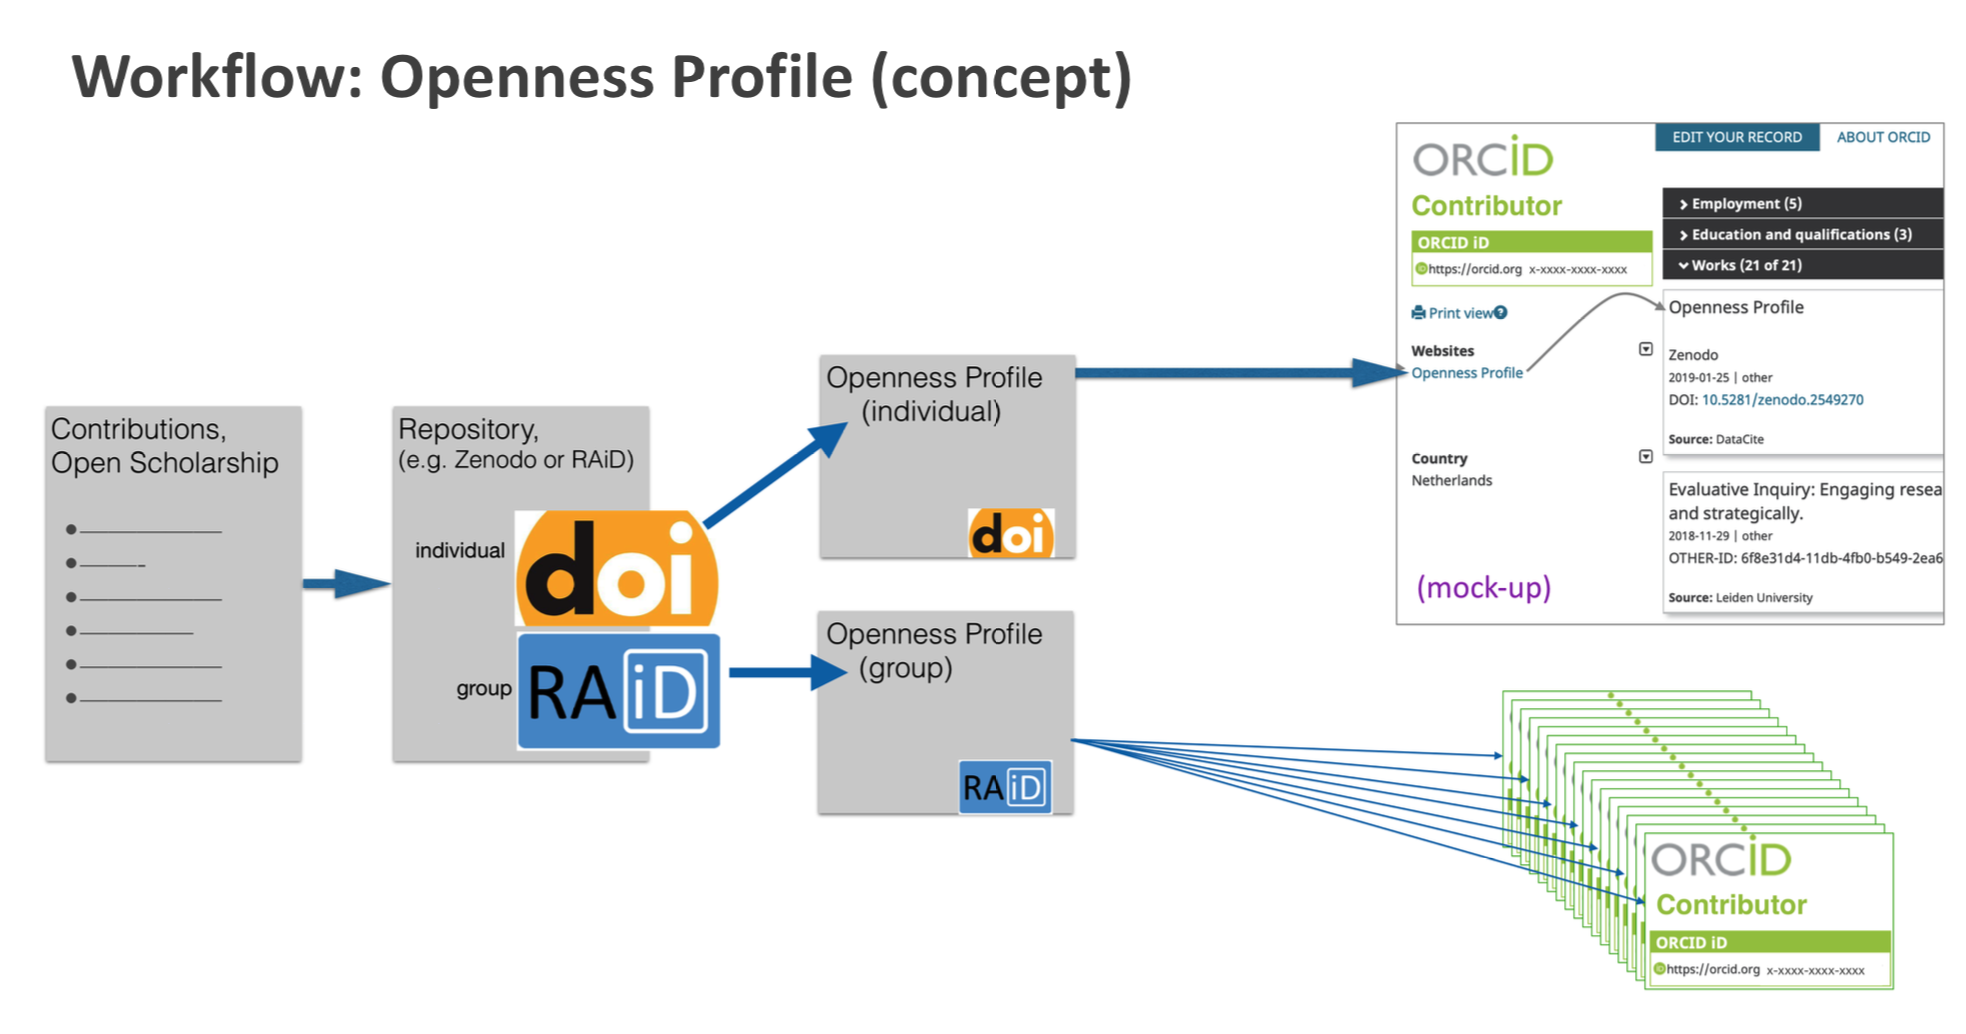 Workflow: Openness Profile (concept)
Contributions,
Open Scholarship
Repository,
(e.g. Zenodo or RAiD)
individual
doi
group
RAiD
Openness Profile
(individual)
doi
Openness Profile
(group)
RAiD
ORCID
Contributor
ORCID iD
iD https://orcid.org x-xxxx-xxxx-xxxx
Print view
Websites
Openness Profile
Country
Netherlands
(mock-up)
EDIT YOUR RECORD ABOUT ORCID
Employment (5)
Education and qualifications (3)
Works (21 of 21)
Openness Profile
Zenodo
2019-01-25 | other
DOI: 10.5281/zenodo.2549270
Source: DataCite
Evaluative Inquiry: Engaging resea
and strategically.
2018-11-29 | other
OTHER-ID: 6f8e31d4-11db-4fb0-b549-2ea6
Source: Leiden University
ORCID
Contributor
ORCID iD
iD https://orcid.org x-xxxx-xxxx-xxxx